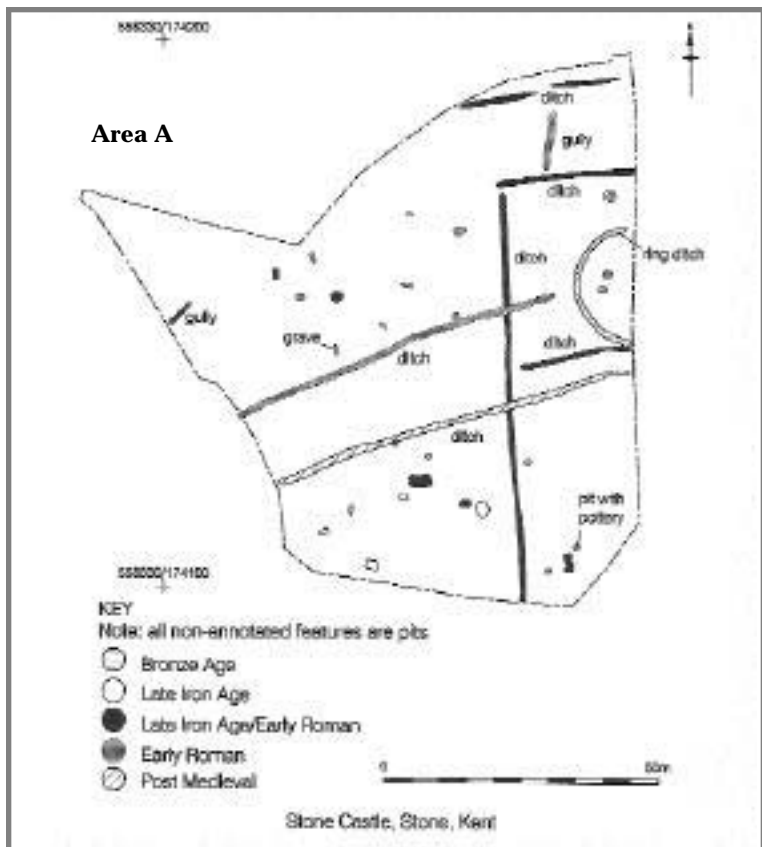 Area A
ditch
gully
ditch
ditch
ring ditch
gully
grave
ditch
ditch
ditch
pit with
pottery
KEY
Note: all non-annotated features are pits
Bronze Age
Late Iron Age
Late Iron Age/Early Roman
Early Roman
Post Medieval
0
50m
Stone Castle, Stone, Kent